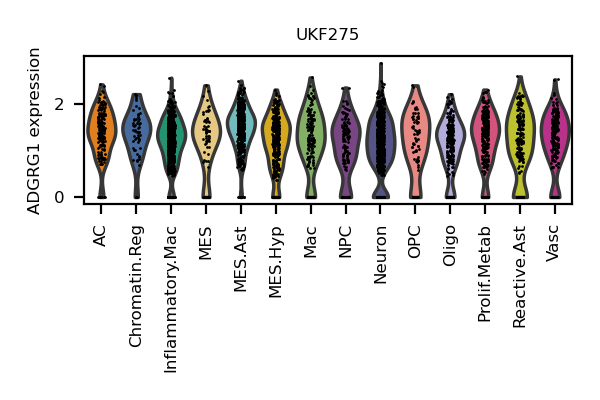 UKF275
ADGRG1 expression
2
0
AC
Chromatin.Reg
Inflammatory.Mac
MES
MES.Ast
MES.Hyp
Mac
NPC
Neuron
OPC
Oligo
Prolif.Metab
Reactive.Ast
Vasc